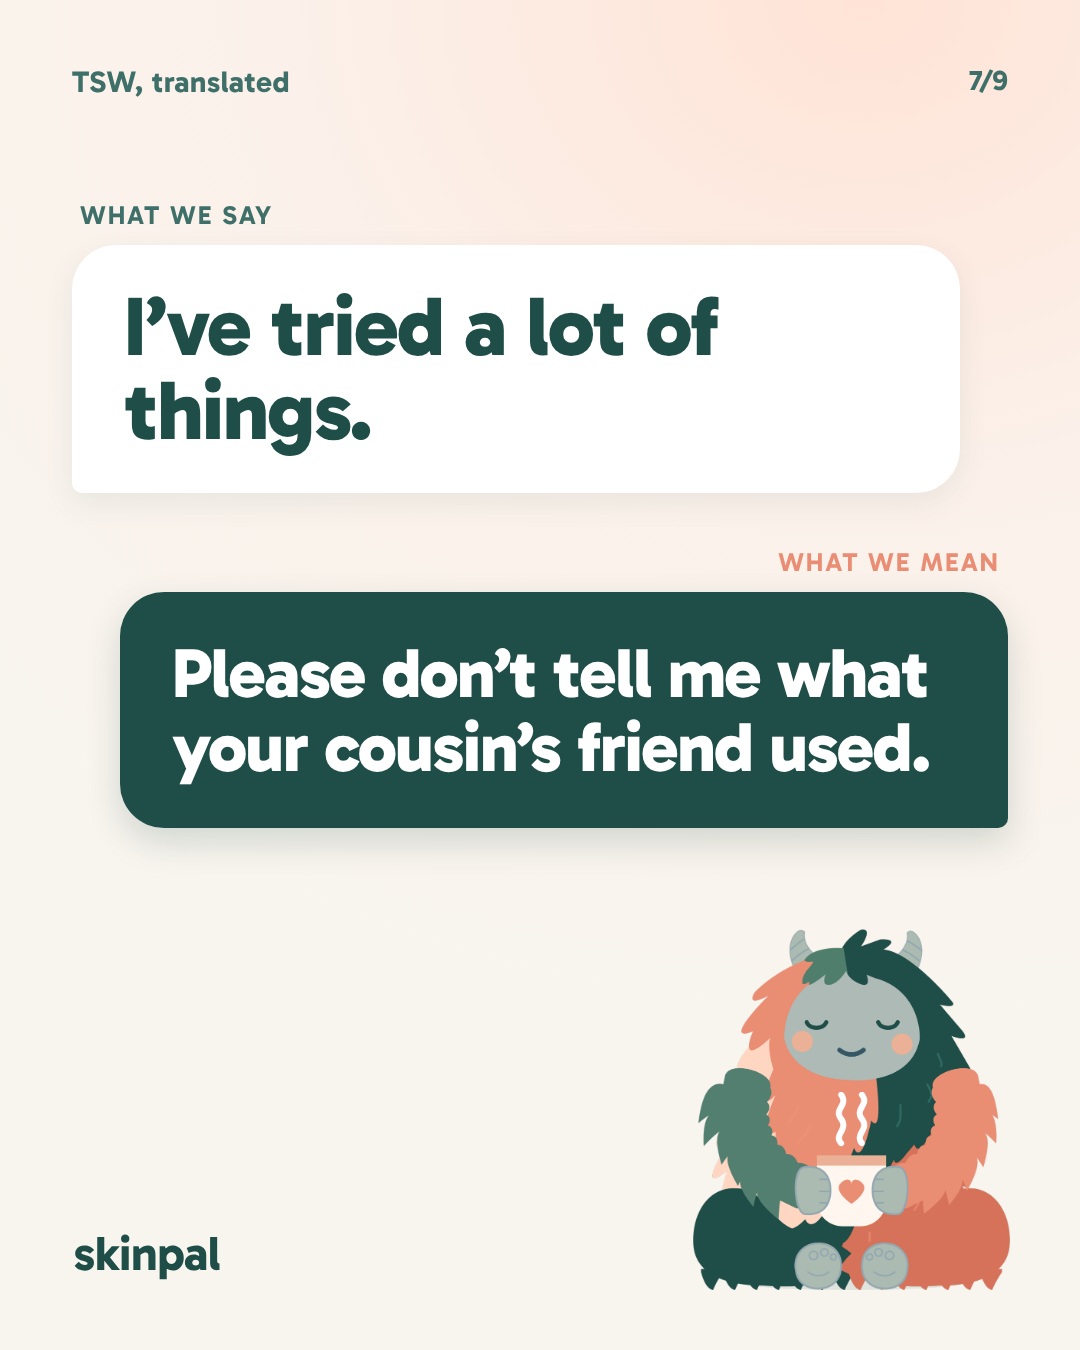 TSW, translated
7/9
WHAT WE SAY
I’ve tried a lot of
things.
WHAT WE MEAN
Please don’t tell me what
your cousin’s friend used.
skinpal